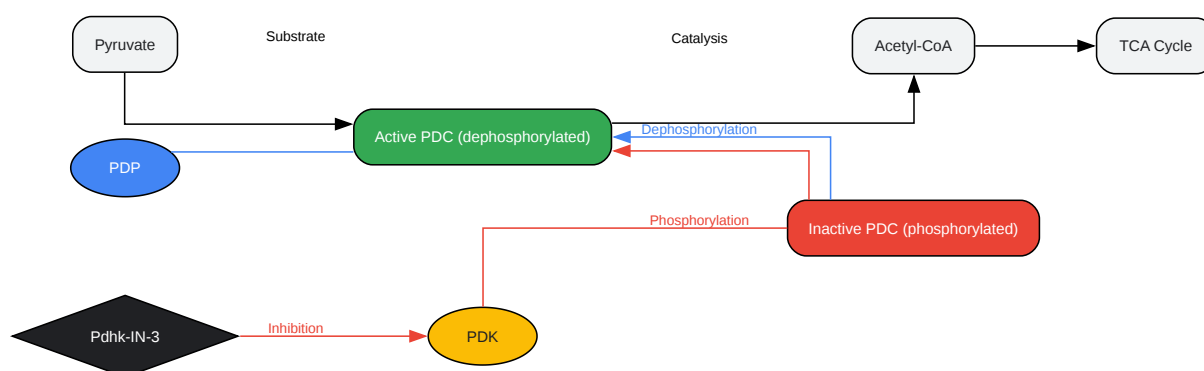 Pyruvate
Substrate
Catalysis
Acetyl-CoA
TCA Cycle
Active PDC (dephosphorylated)
Dephosphorylation
PDP
Phosphorylation
Inactive PDC (phosphorylated)
Pdhk-IN-3
Inhibition
PDK